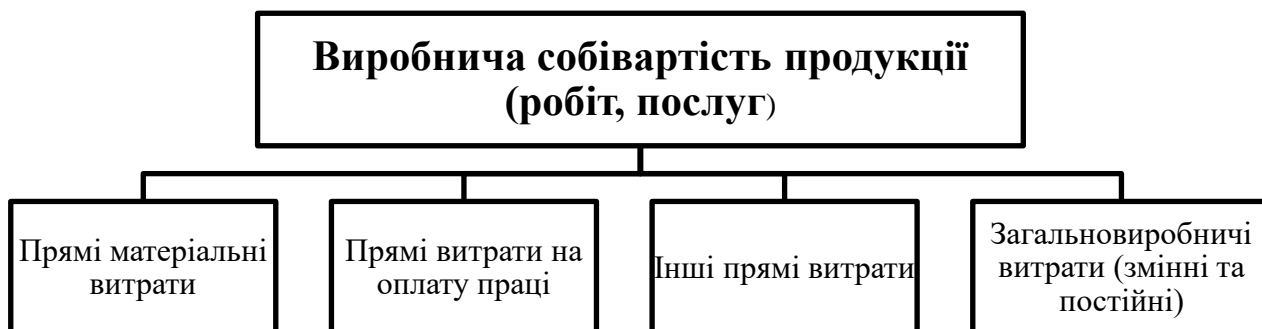 Виробнича собівартість продукції
(робіт, послуг)
Прямі матеріальні
витрати
Прямі витрати на
оплату праці
Інші прямі витрати
Загальновиробничі
витрати (змінні та
постійні)